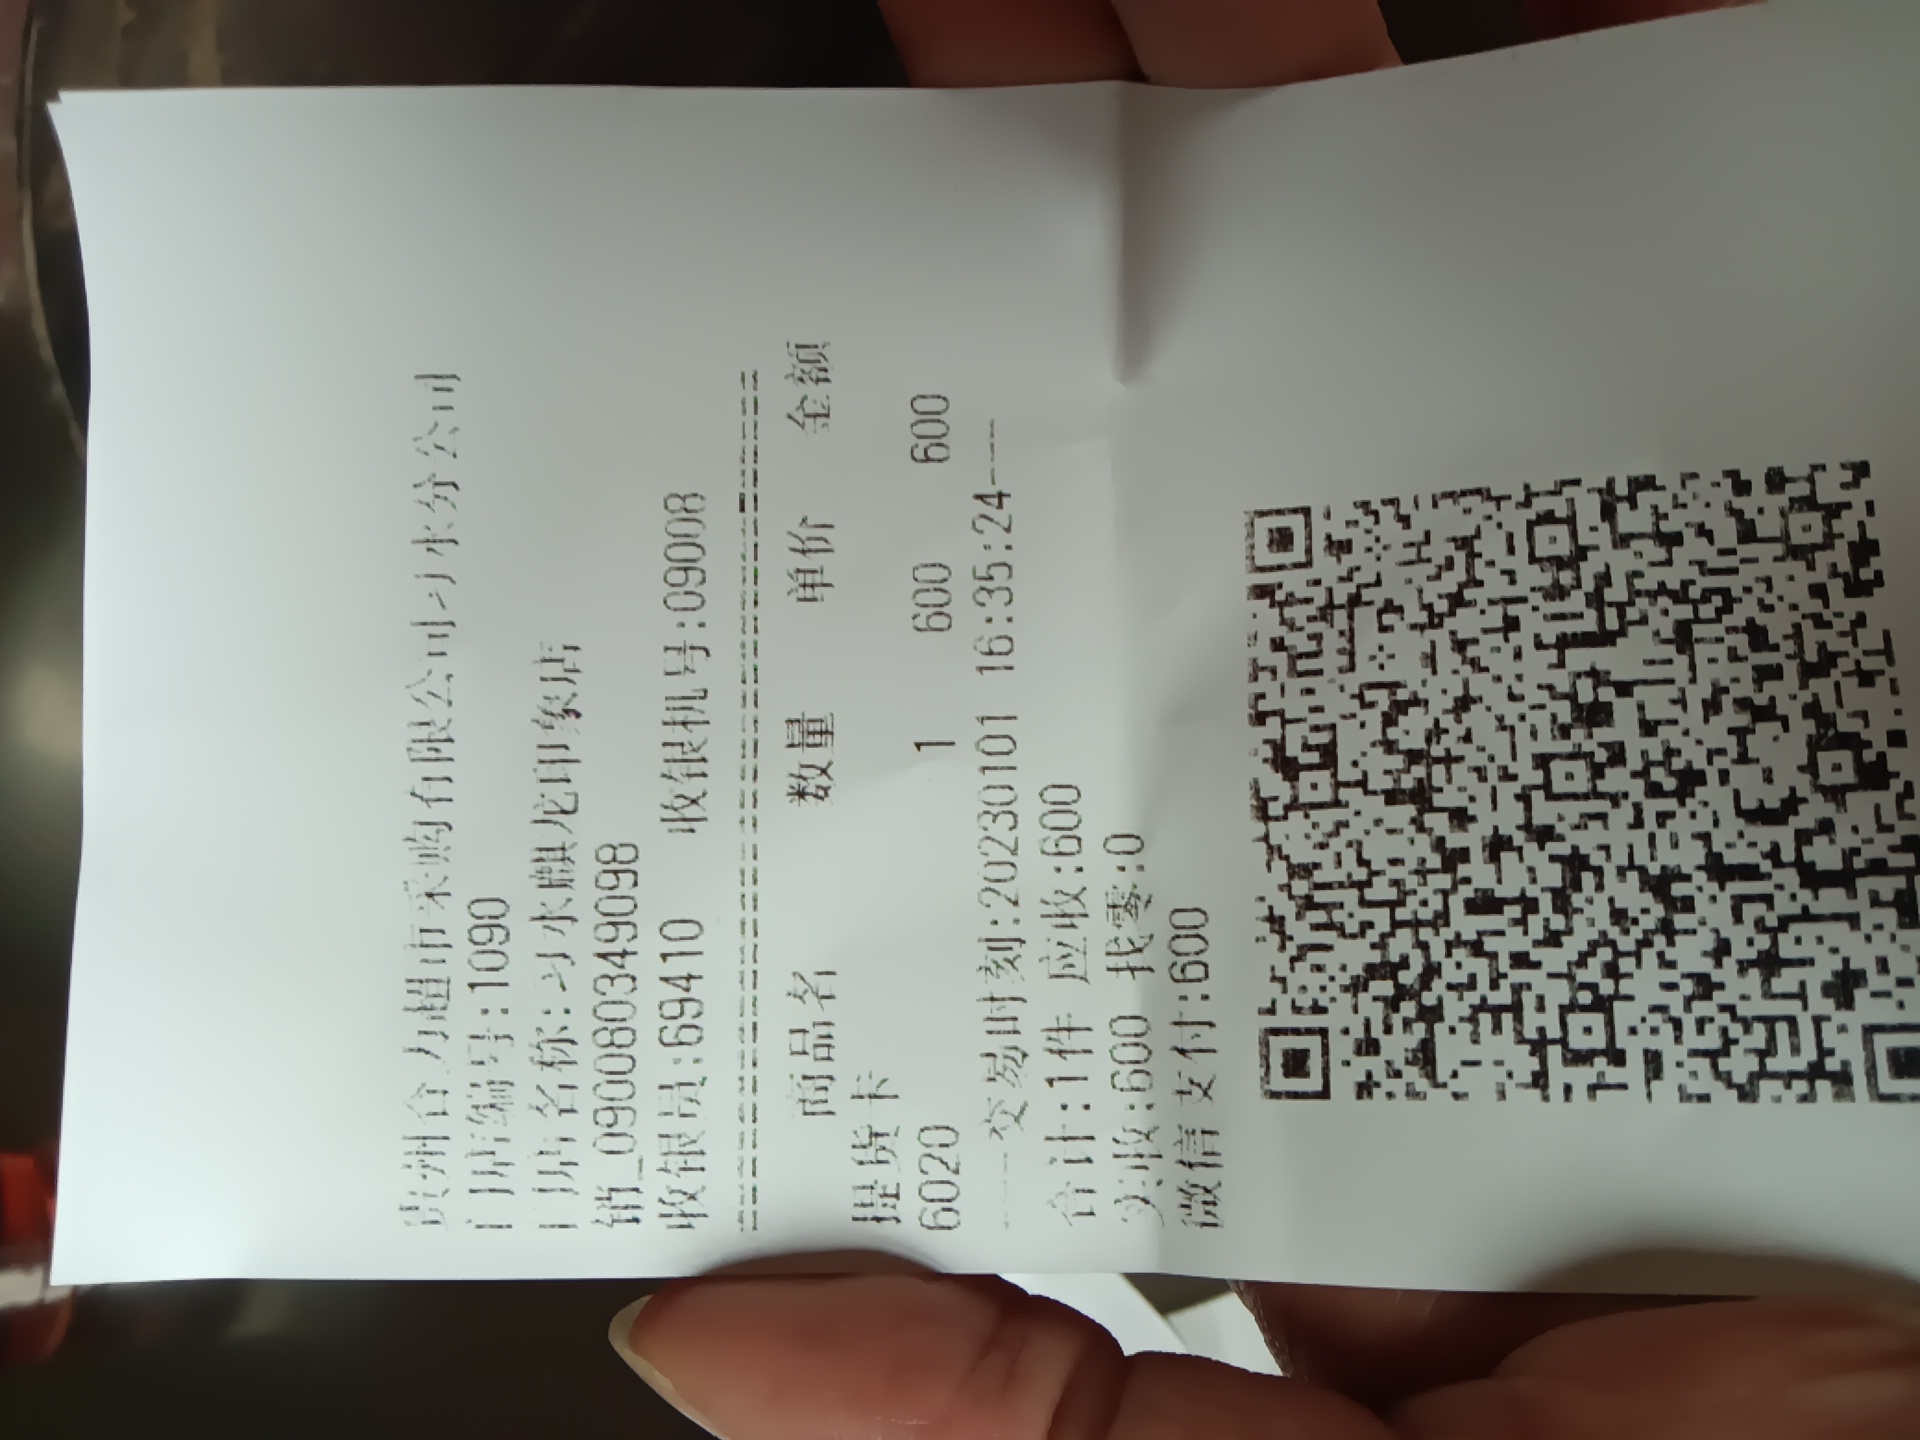 贵州合力超市采购有限公司习水分公司
门店编号:1090
门店名称:习水麒龙印象店
销_0900803490​98
收银员:69410 收银机号:09008
商品名 数量 单价 金额
提货卡
6020 1 600 600
----交易时刻:20230101 16:35:24----
合计:1件 应收:600
实收:600 找零:0
微信支付:600